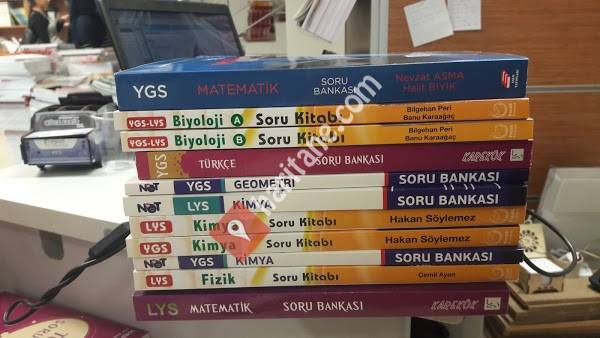 YGS MATEMATİK SORU BANKASI Nevzat ASMA Halit BIYIK
YGS-LYS Biyoloji A Soru Kitabı Bilgehan Peri Banu Karaağaç
YGS-LYS Biyoloji B Soru Kitabı Bilgehan Peri Banu Karaağaç
YGS TÜRKÇE SORU BANKASI KAREKÖK
NET YGS GEOMETRİ SORU BANKASI
NET LYS KİMYA SORU BANKASI
LYS Kimya Soru Kitabı Hakan Söylemez
YGS Kimya Soru Kitabı Hakan Söylemez
NET YGS KİMYA SORU BANKASI
LYS Fizik Soru Kitabı Cemil Ayan
LYS MATEMATİK SORU BANKASI KAREKÖK